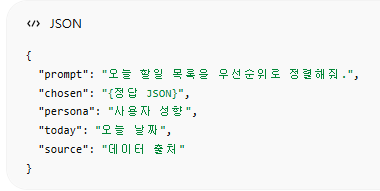 </> JSON
{
"prompt": "오늘 할일 목록을 우선순위로 정렬해줘.",
"chosen": "{정답 JSON}",
"persona": "사용자 성향",
"today": "오늘 날짜",
"source": "데이터 출처"
}